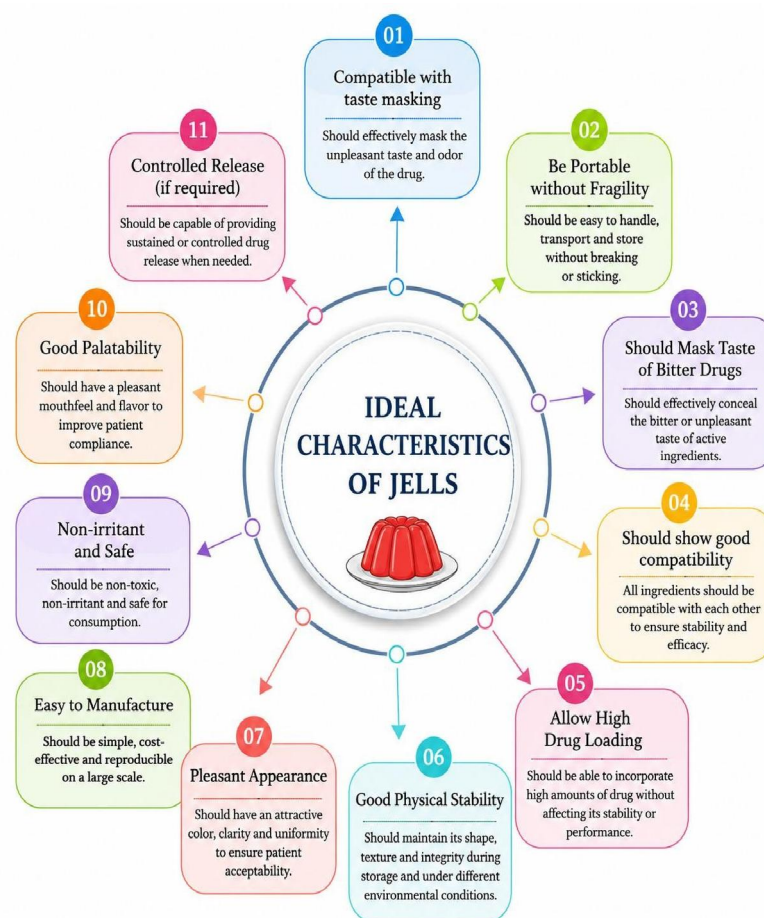 IDEAL
CHARACTERISTICS
OF JELLS
01
Compatible with
taste masking
Should effectively mask the
unpleasant taste and odor
of the drug.
02
Be Portable
without Fragility
Should be easy to handle,
transport and store
without breaking
or sticking.
03
Should Mask Taste
of Bitter Drugs
Should effectively conceal
the bitter or unpleasant
taste of active
ingredients.
04
Should show good
compatibility
All ingredients should be
compatible with each other
to ensure stability and
efficacy.
05
Allow High
Drug Loading
Should be able to incorporate
high amounts of drug without
affecting its stability or
performance.
06
Good Physical Stability
Should maintain its shape,
texture and integrity during
storage and under different
environmental conditions.
07
Pleasant Appearance
Should have an attractive
color, clarity and uniformity
to ensure patient
acceptability.
08
Easy to Manufacture
Should be simple, cost-
effective and reproducible
on a large scale.
09
Non-irritant
and Safe
Should be non-toxic,
non-irritant and safe for
consumption.
10
Good Palatability
Should have a pleasant
mouthfeel and flavor to
improve patient
compliance.
11
Controlled Release
(if required)
Should be capable of providing
sustained or controlled drug
release when needed.